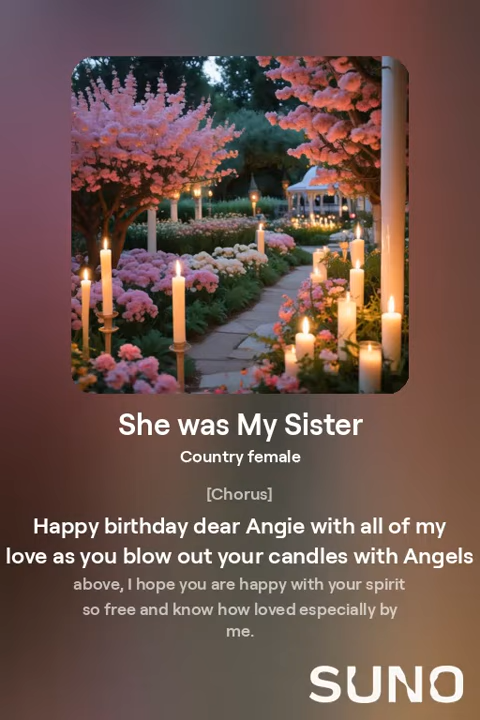 She was My Sister
Country female
[Chorus]
Happy birthday dear Angie with all of my
love as you blow out your candles with Angels
above, I hope you are happy with your spirit
so free and know how loved especially by
me.
SUNO